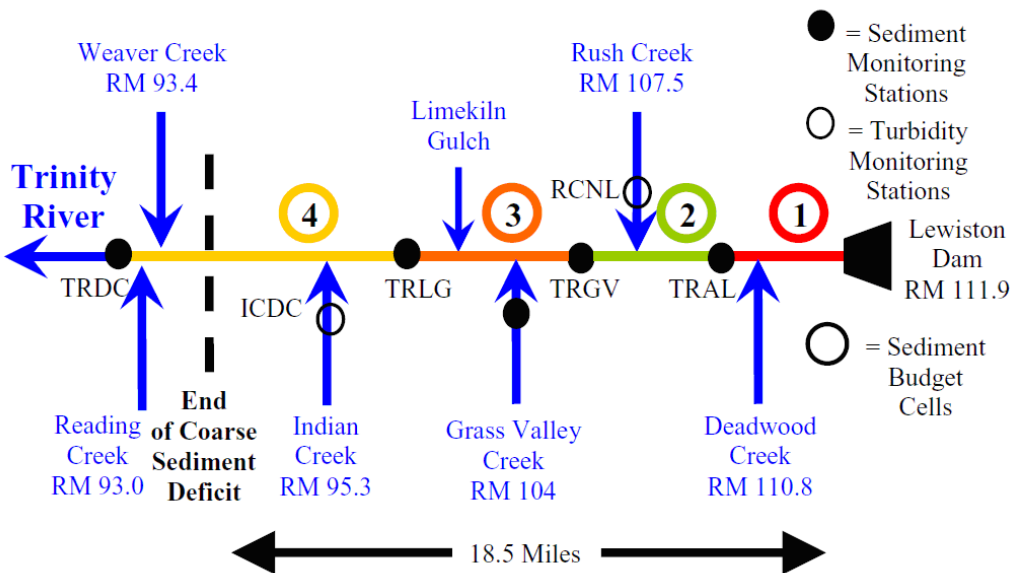 Weaver Creek
RM 93.4
Rush Creek
RM 107.5
= Sediment
Monitoring
Stations
Limekiln
Gulch
= Turbidity
Monitoring
Stations
Trinity
River
RCNL
4
3
2
1
Lewiston
Dam
RM 111.9
TRDC
TRLG
TRGV
TRAL
ICDC
= Sediment
Budget
Cells
End
of Coarse
Sediment
Deficit
Reading
Creek
RM 93.0
Indian
Creek
RM 95.3
Grass Valley
Creek
RM 104
Deadwood
Creek
RM 110.8
18.5 Miles